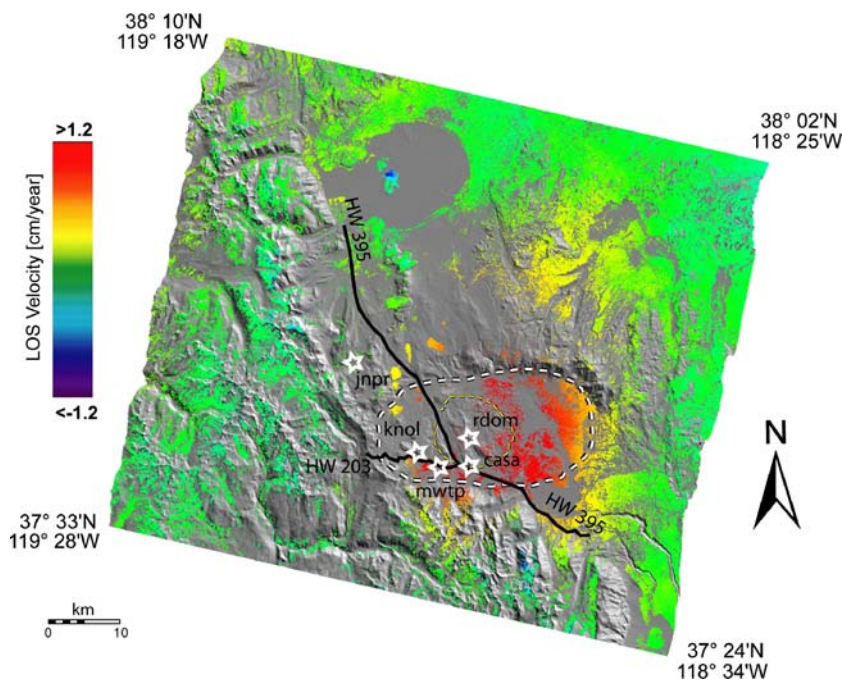 38° 10'N
119° 18'W
38° 02'N
118° 25'W
>1.2
LOS Velocity [cm/year]
<-1.2
HW 395
jnpr
knol
rdom
HW 203
casa
mwtp
HW 395
N
37° 33'N
119° 28'W
km
0 10
37° 24'N
118° 34'W